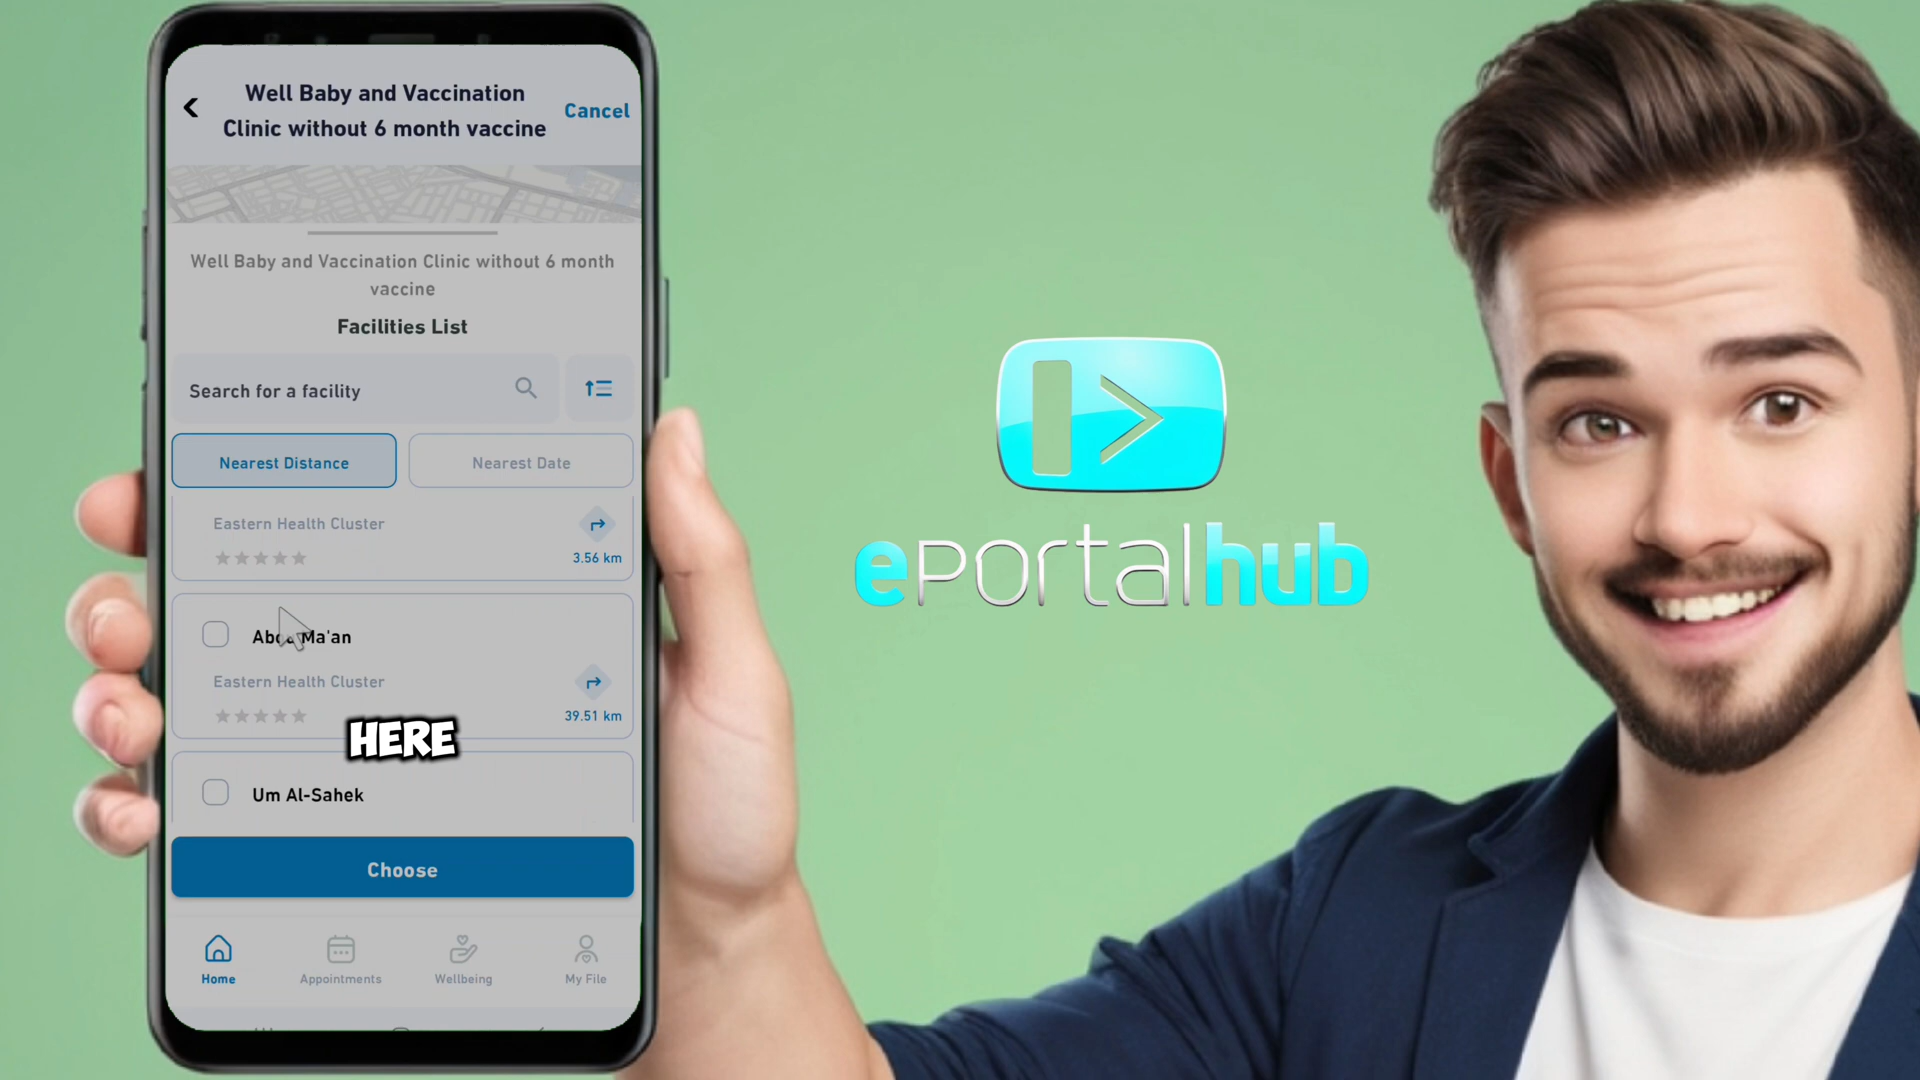 Well Baby and Vaccination
Clinic without 6 month vaccine
Cancel
Well Baby and Vaccination Clinic without 6 month
vaccine
Facilities List
Search for a facility
Nearest Distance
Nearest Date
Eastern Health Cluster
3.56 km
Ma'an
Eastern Health Cluster
39.51 km
HERE
Um Al-Sahek
Choose
Home
Appointments
Wellbeing
My File
ePortalhub